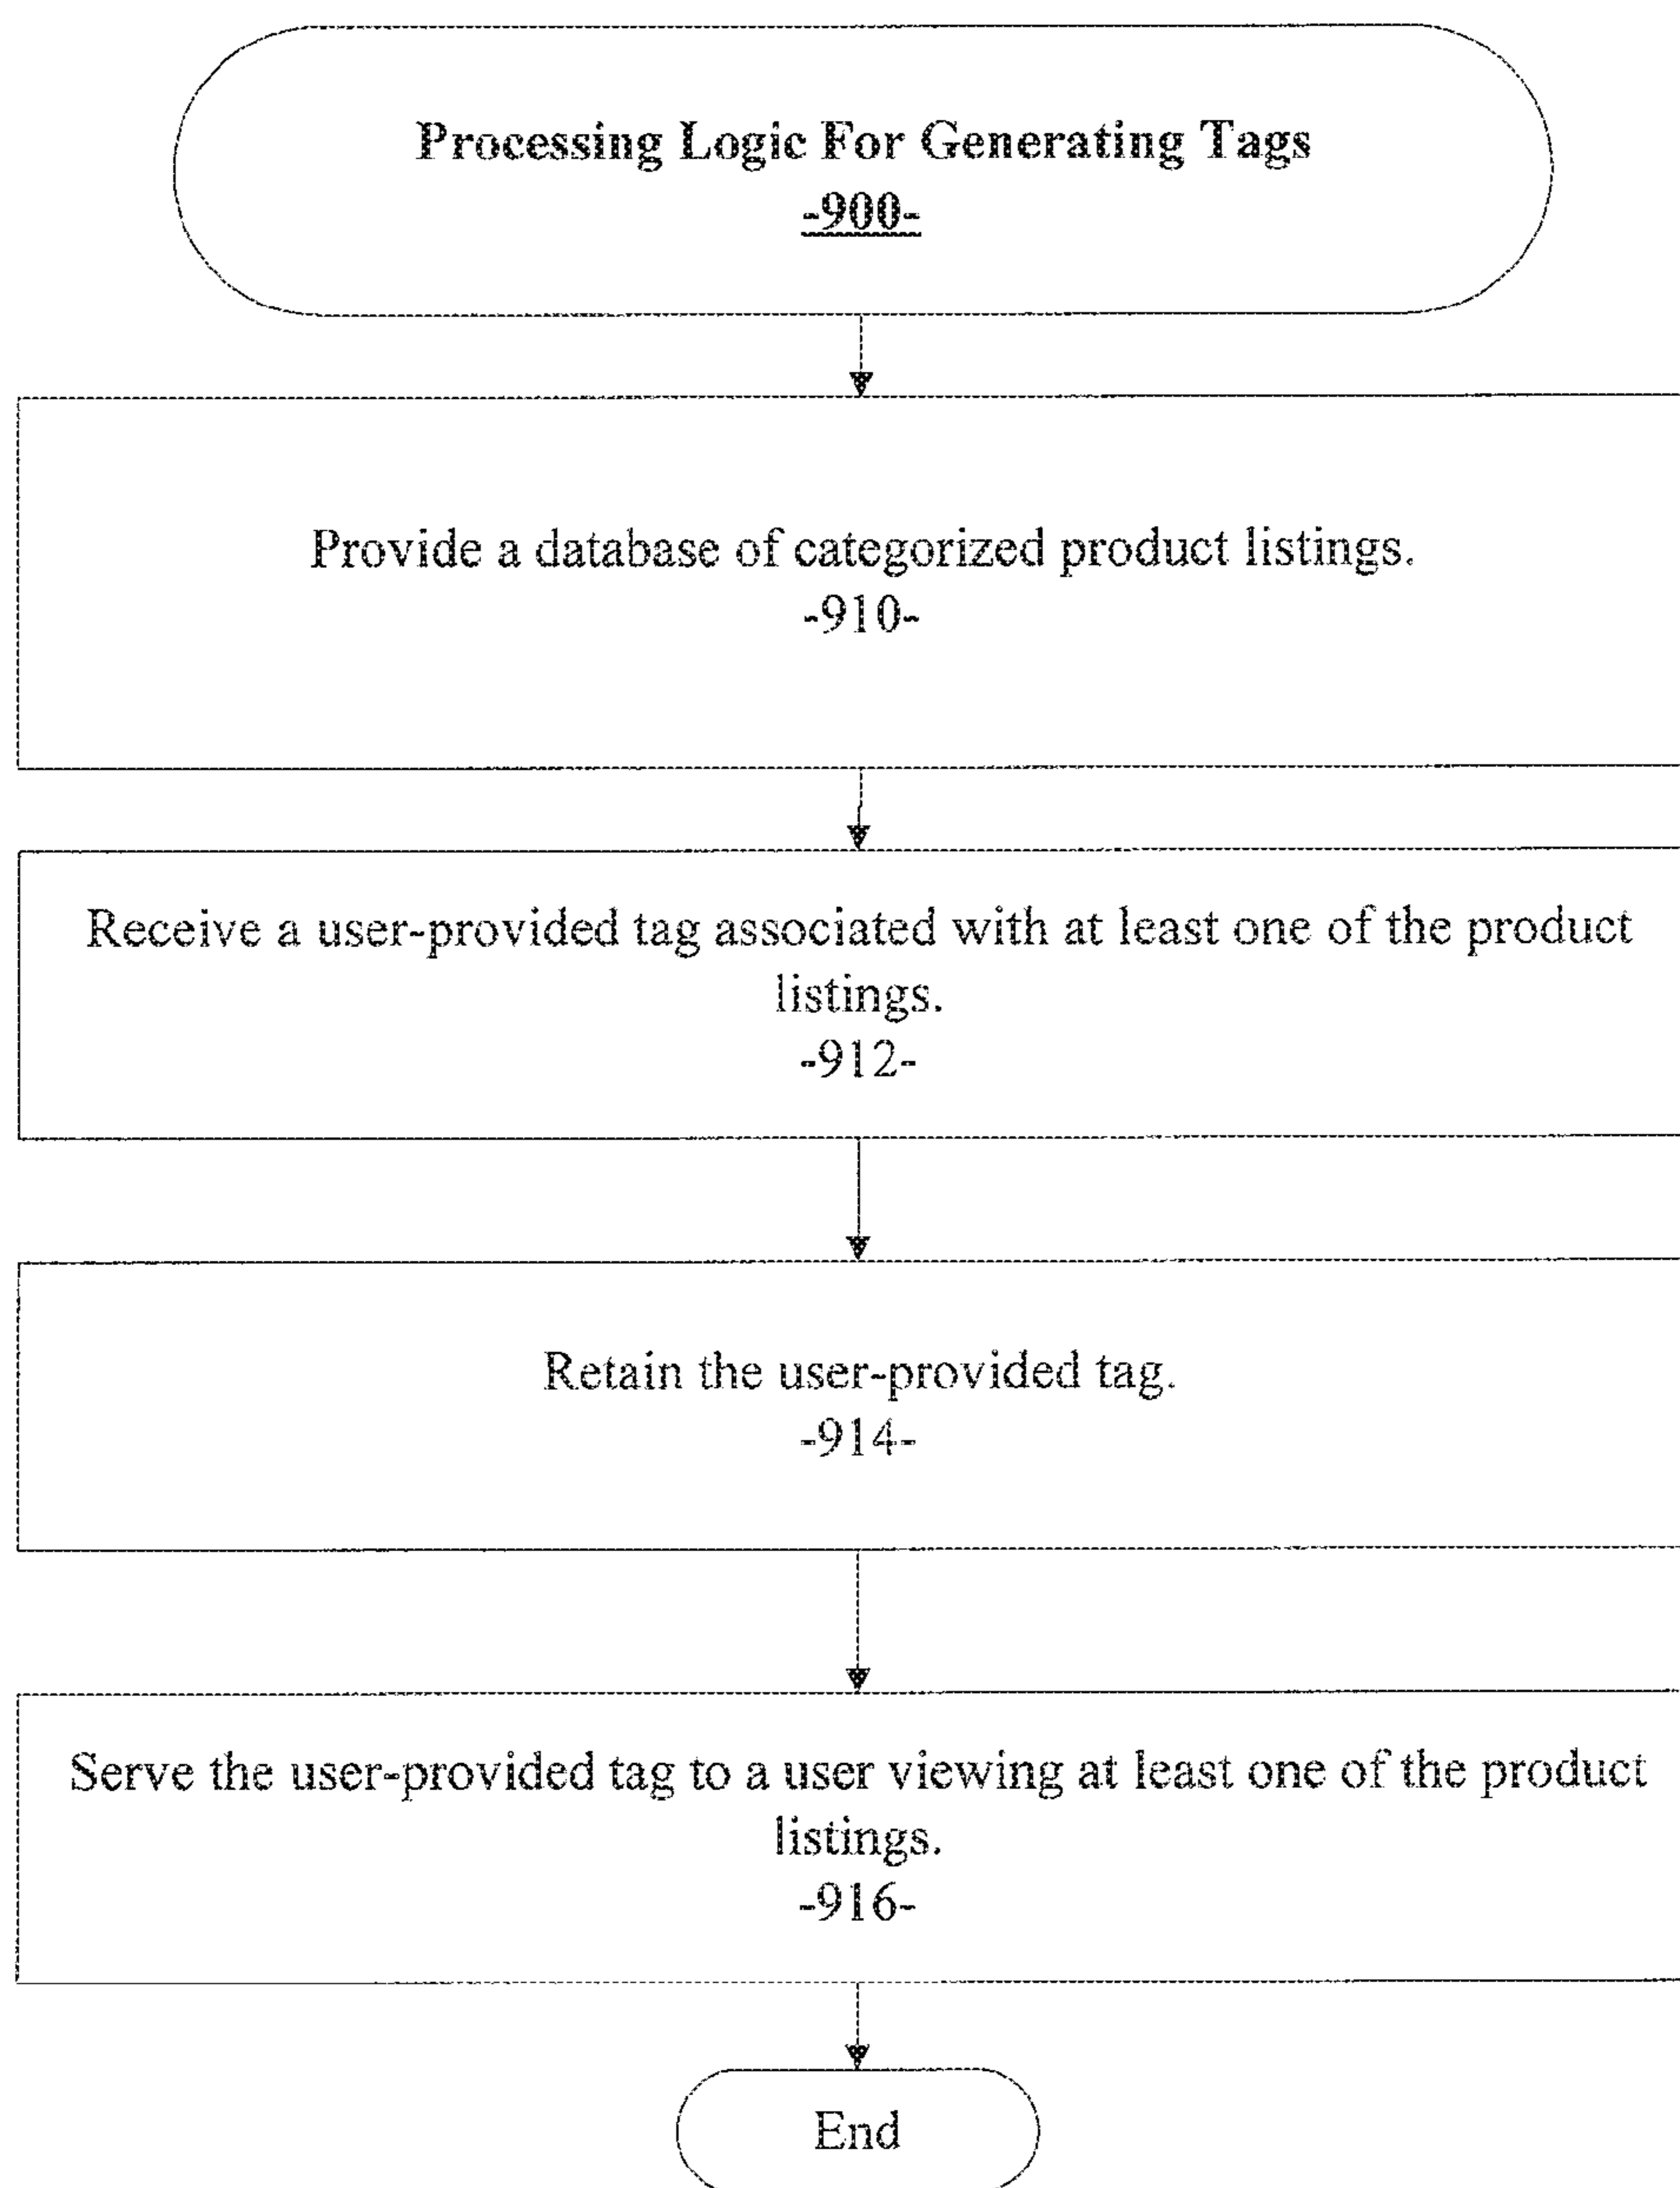 Processing Logic For Generating Tags
-900-
Provide a database of categorized product listings.
-910-
Receive a user-provided tag associated with at least one of the product
listings.
-912-
Retain the user-provided tag.
-914-
Serve the user-provided tag to a user viewing at least one of the product
listings.
-916-
End